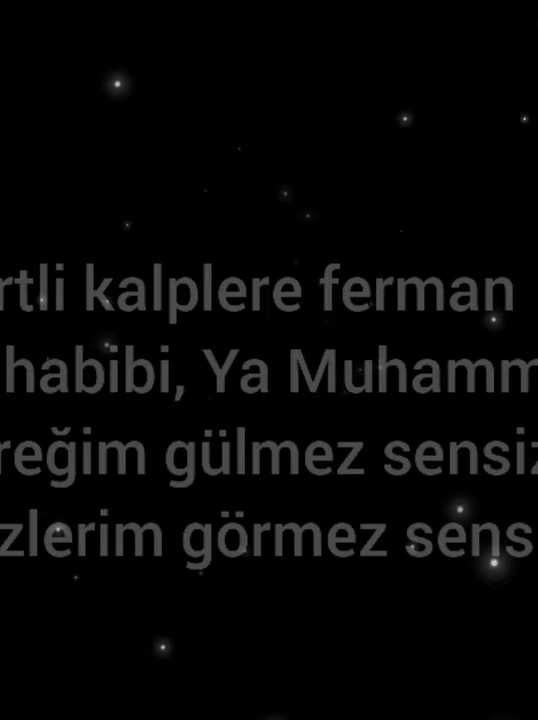 rtli kalplere ferman
habibi, Ya Muhamm
reğim gülmez sensiz
zlerim görmez sens